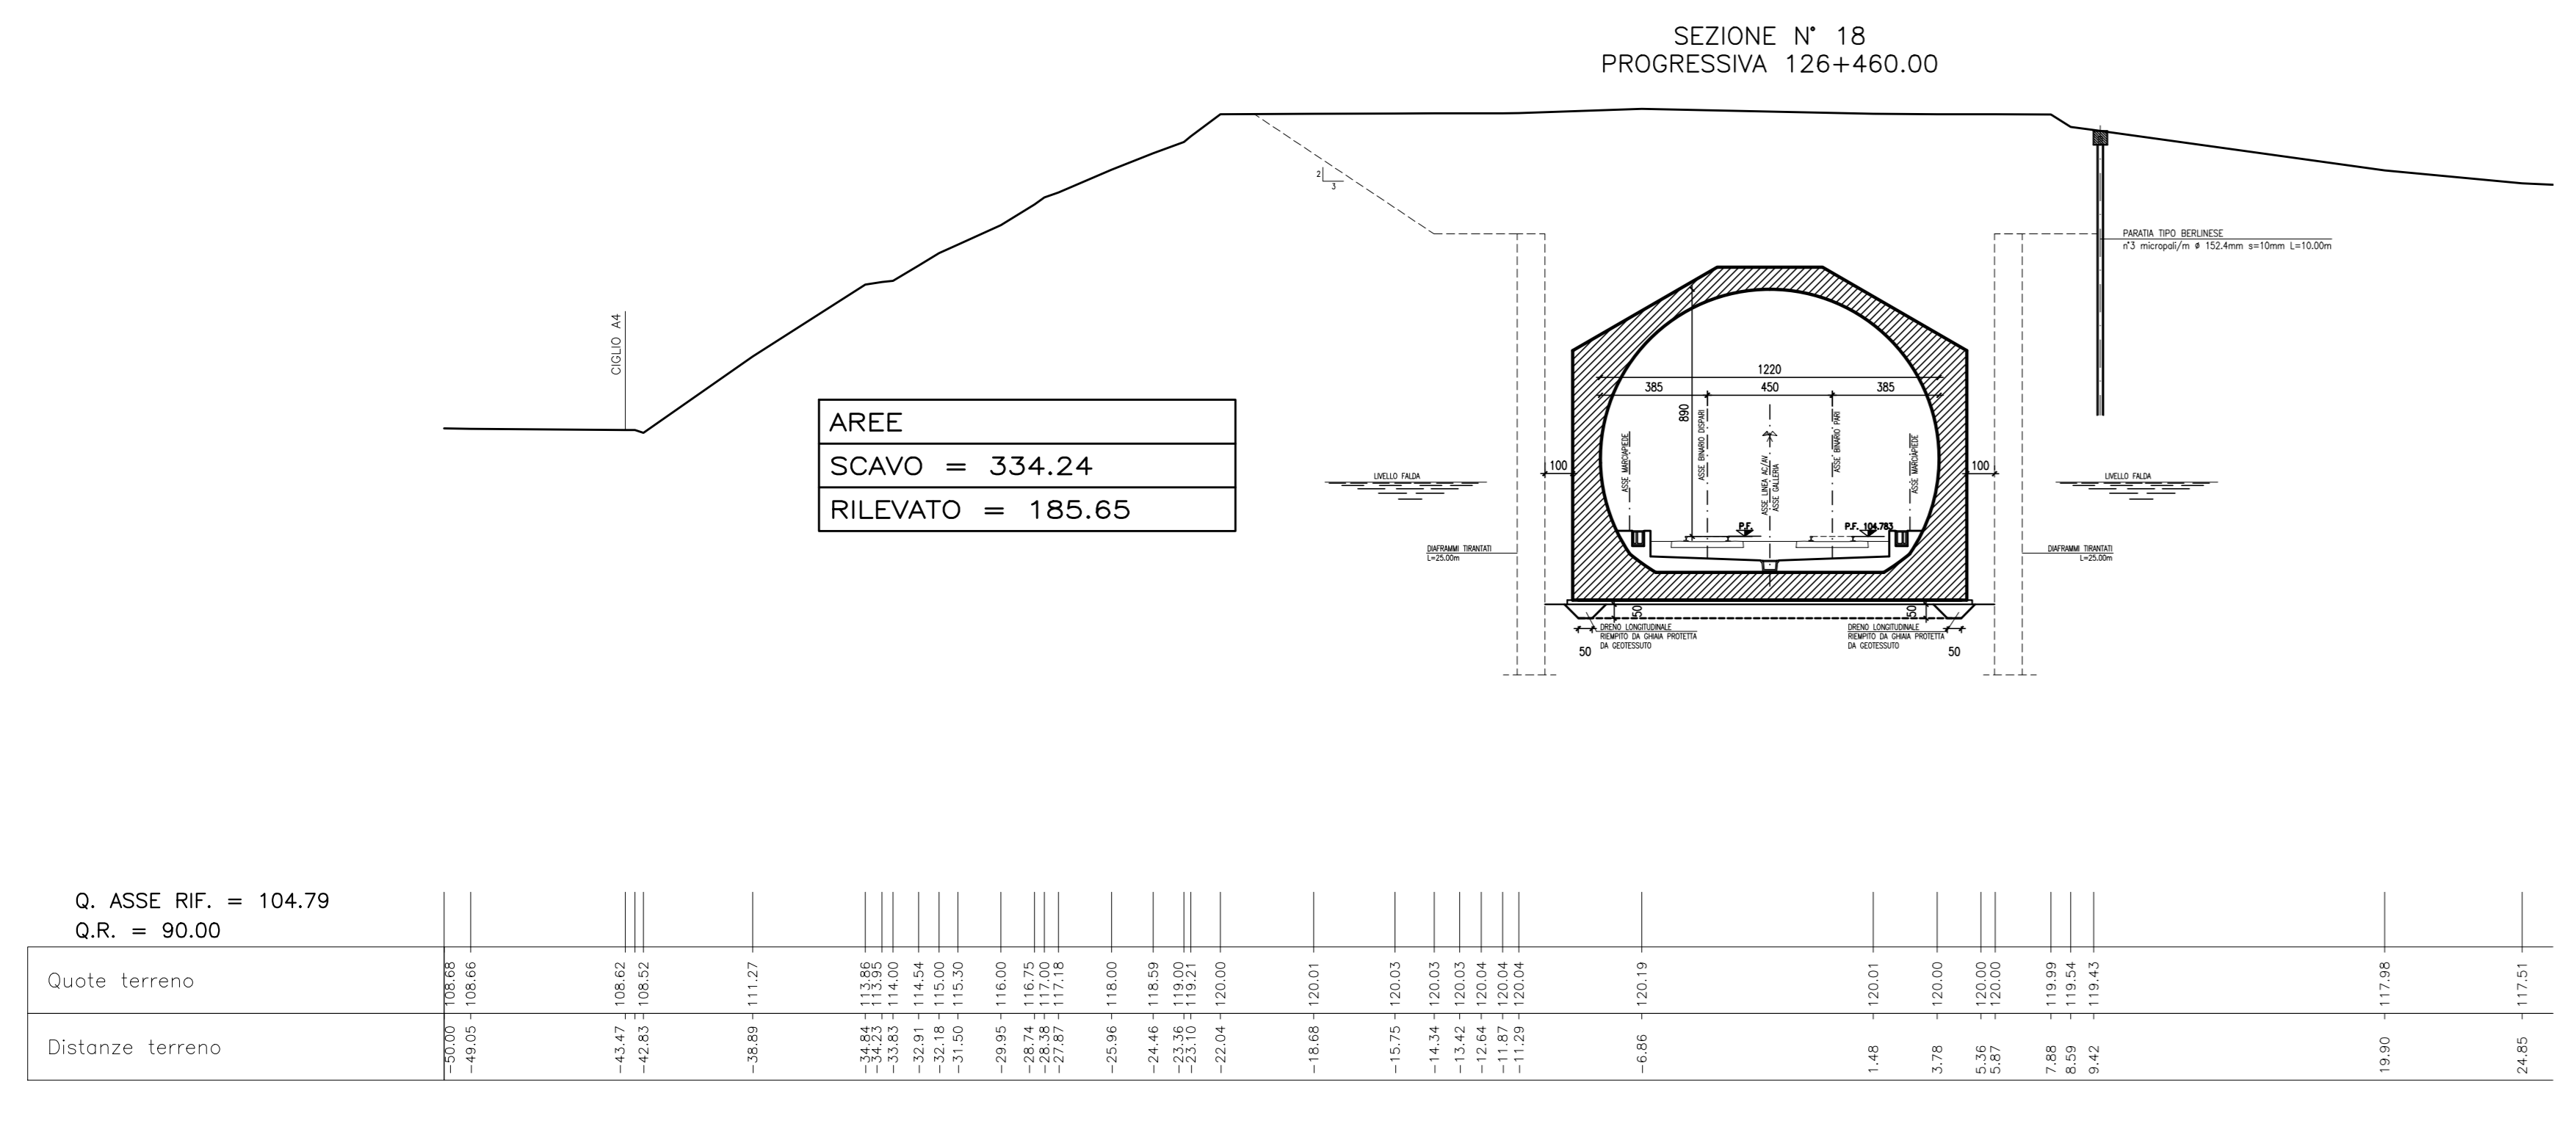 SEZIONE N° 18
PROGRESSIVA 126+460.00
2
3
PARATIA TIPO BERLINESE
n°3 micropali/m ø 152.4mm s=10mm L=10.00m
CIGLIO A4
1220
385
450
385
890
ASSE MARCIAPIEDE
ASSE BINARIO DISPARI
ASSE LINEA AC/AV
ASSE GALLERIA
ASSE BINARIO PARI
ASSE MARCIAPIEDE
AREE
SCAVO = 334.24
RILEVATO = 185.65
100
100
LIVELLO FALDA
LIVELLO FALDA
P.F.
P.F. 104.783
DIAFRAMMI TIRANTATI
L=25.00m
DIAFRAMMI TIRANTATI
L=25.00m
50
50
DRENO LONGITUDINALE
RIEMPITO DA GHIAIA PROTETTA
DA GEOTESSUTO
DRENO LONGITUDINALE
RIEMPITO DA GHIAIA PROTETTA
DA GEOTESSUTO
50
50
Q. ASSE RIF. = 104.79
Q.R. = 90.00
Quote terreno 108.68 108.66 108.62 108.52 111.27 113.86 113.95 114.00 114.54 115.00 115.30 116.00 116.75 117.00 117.18 118.00 118.59 119.00 119.21 120.00 120.01 120.03 120.03 120.03 120.04 120.04 120.04 120.19 120.01 120.00 120.00 120.00 119.99 119.54 119.43 117.98 117.51
Distanze terreno -50.00 -49.05 -43.47 -42.83 -38.89 -34.84 -34.23 -33.83 -32.91 -32.18 -31.50 -29.95 -28.74 -28.38 -27.87 -25.96 -24.46 -23.36 -23.10 -22.04 -18.68 -15.75 -14.34 -13.42 -12.64 -11.87 -11.29 -6.86 1.48 3.78 5.36 5.87 7.88 8.59 9.42 19.90 24.85